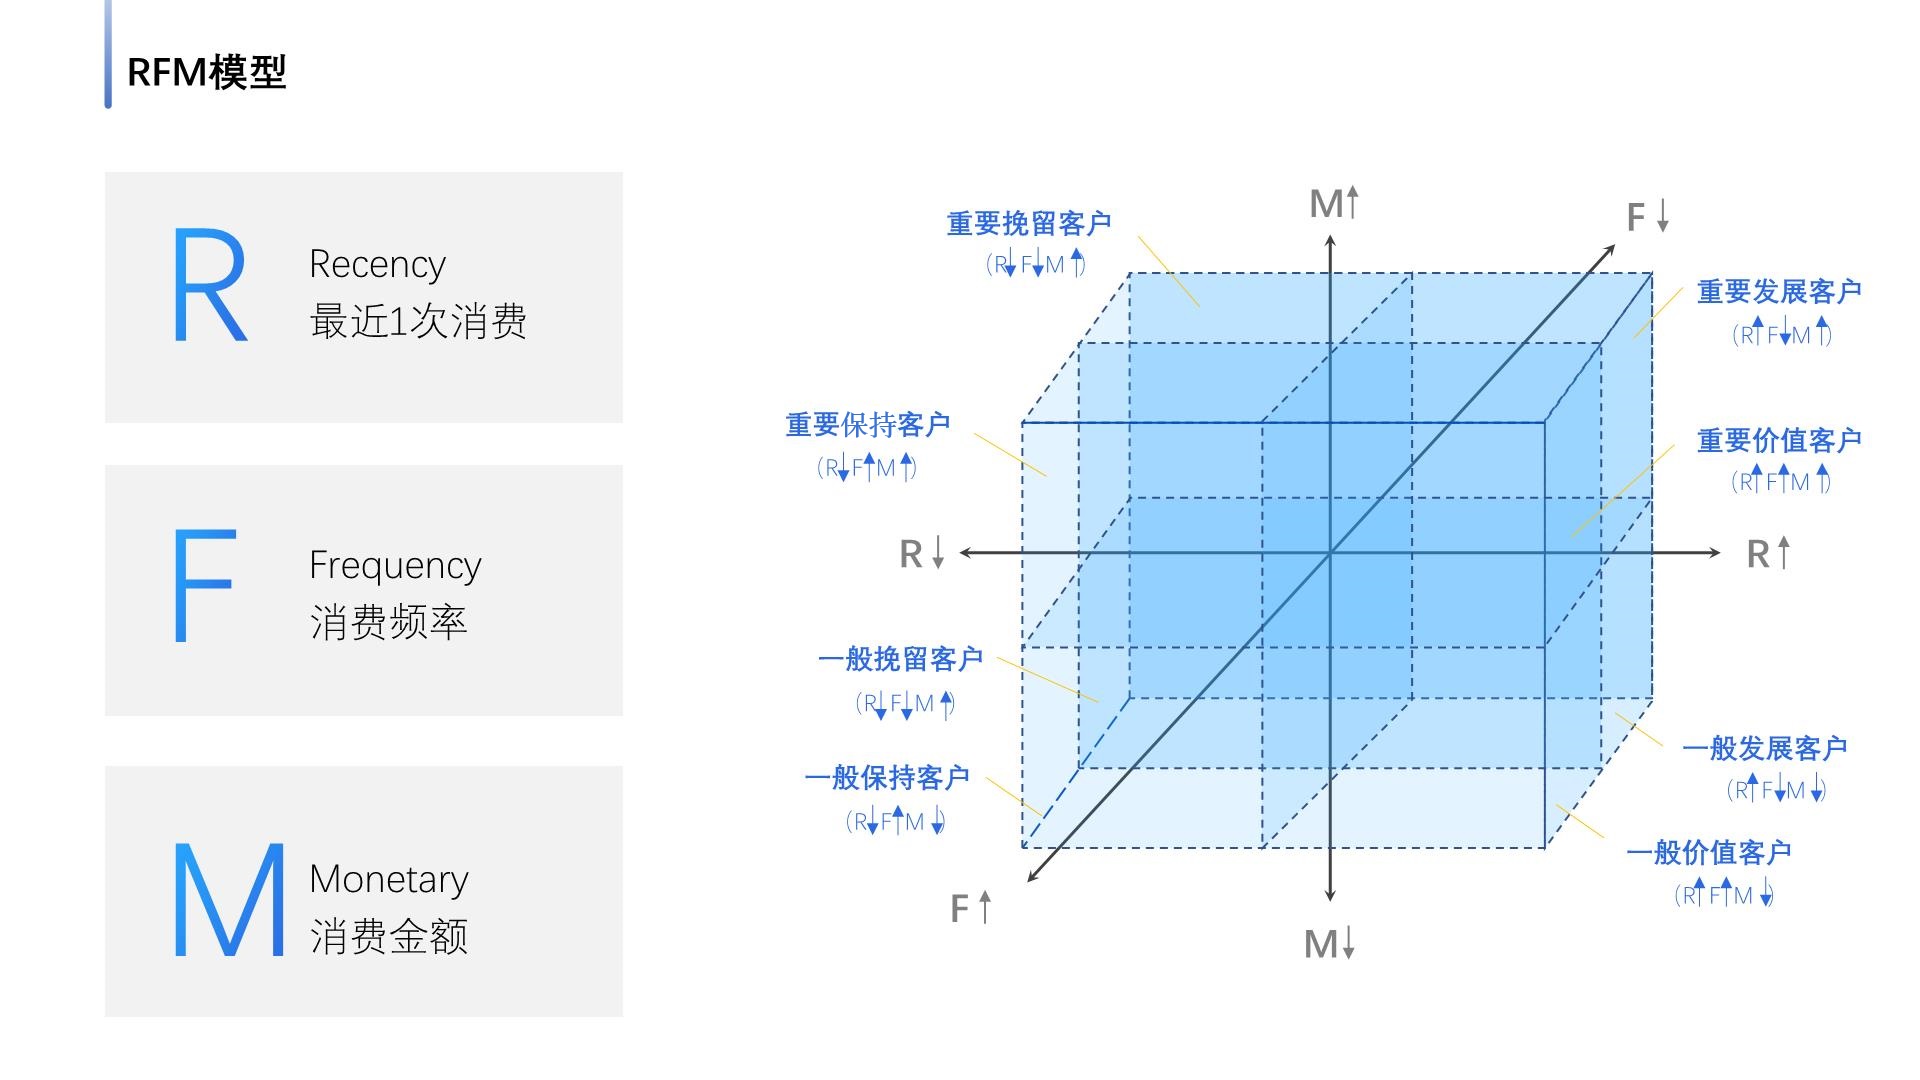 RFM模型
R
Recency
最近1次消费
F
Frequency
消费频率
M
Monetary
消费金额
M↑
F↓
重要挽留客户
(R↓F↓M↑)
重要发展客户
(R↑F↓M↑)
重要保持客户
(R↓F↑M↑)
重要价值客户
(R↑F↑M↑)
R↓
R↑
一般挽留客户
(R↓F↓M↑)
一般发展客户
(R↑F↓M↓)
一般保持客户
(R↓F↑M↓)
一般价值客户
(R↑F↑M↓)
F↑
M↓